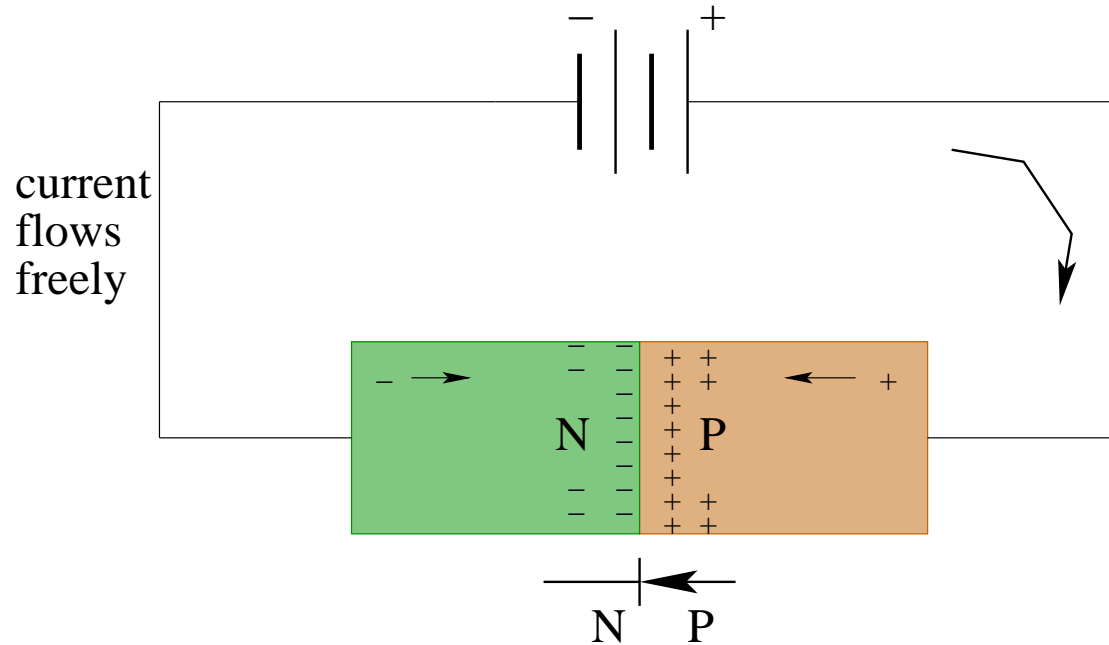 − +
current
flows
freely
− − + +
− − − + + + +
− +
− N + P
− +
− +
− − + +
− − + +
N P